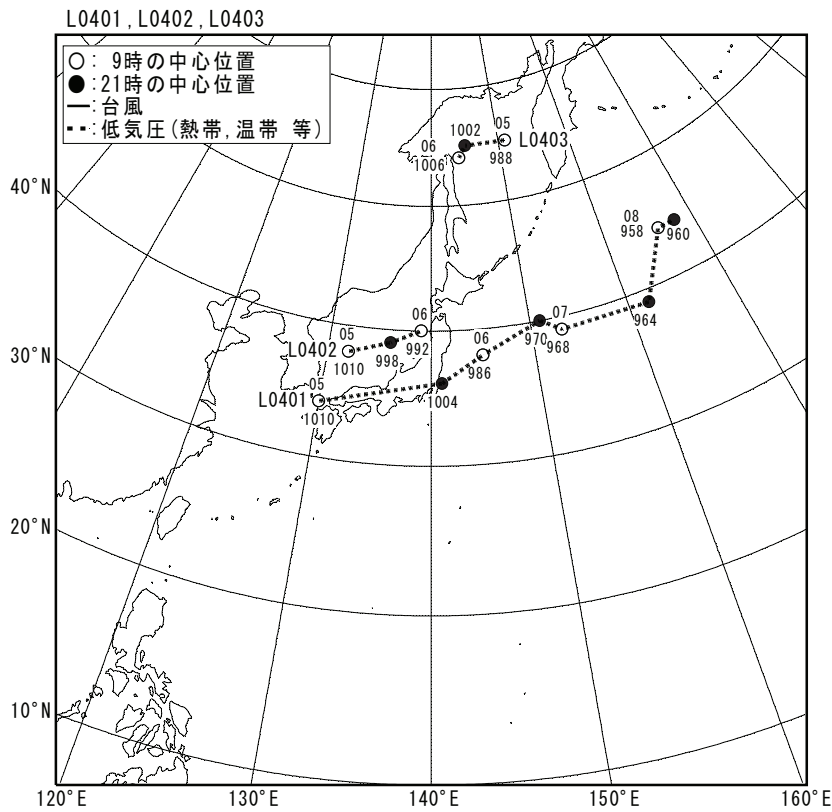 L0401 , L0402 , L0403
○: 9時の中心位置
●:21時の中心位置
―:台風
･･･:低気圧(熱帯,温帯 等)
1002 05
06 L0403
1006 988
40°N
08
958 960
06 07
05 964
L0402 06 970 968
1010 998 992 986
30°N
05
L0401
1010 1004
20°N
10°N
120°E 130°E 140°E 150°E 160°E